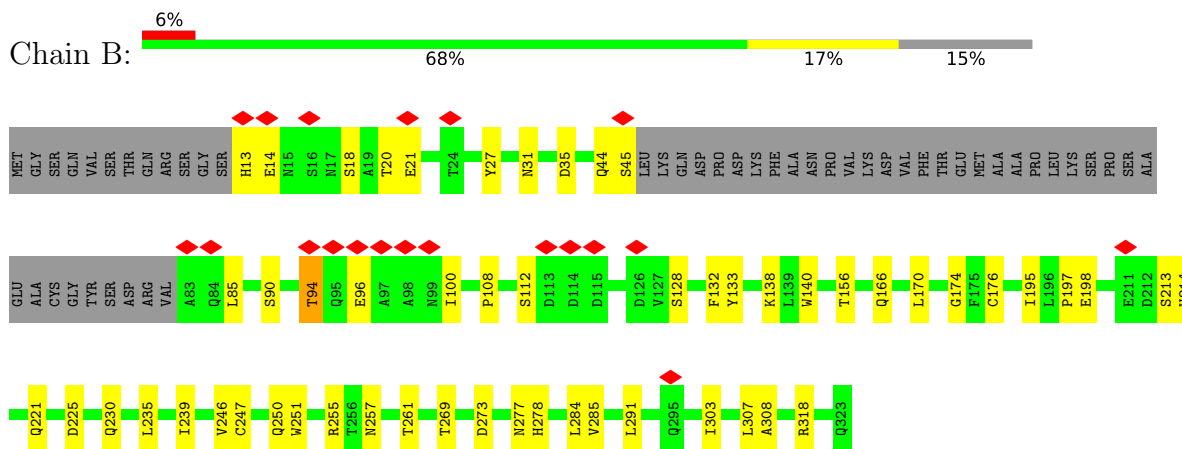 6%
Chain B:
68% 17% 15%
MET GLY SER SER GLN VAL SER THR GLN ARG SER GLY SER H13 E14 N15 S16 N17 S18 A19 T20 E21 T24 Y27 N31 D35 Q44 S45 LEU LYS GLN ASP PRO ASP LYS PHE ALA ASN PRO VAL LYS ASP VAL PHE THR GLU MET ALA ALA PRO LEU LYS SER PRO SER ALA
GLU ALA CYS GLY TYR SER ASP ARG VAL A83 Q84 L85 S90 T94 Q95 E96 A97 A98 N99 I100 P108 S112 D113 D114 D115 D126 V127 S128 F132 Y133 K138 L139 W140 T156 Q166 L170 G174 F175 C176 I195 L196 P197 E198 E211 D212 S213
Q221 D225 Q230 L235 I239 V246 C247 Q250 W251 R255 T256 N257 T261 T269 D273 N277 H278 L284 V285 L291 Q295 I303 L307 A308 R318 Q323